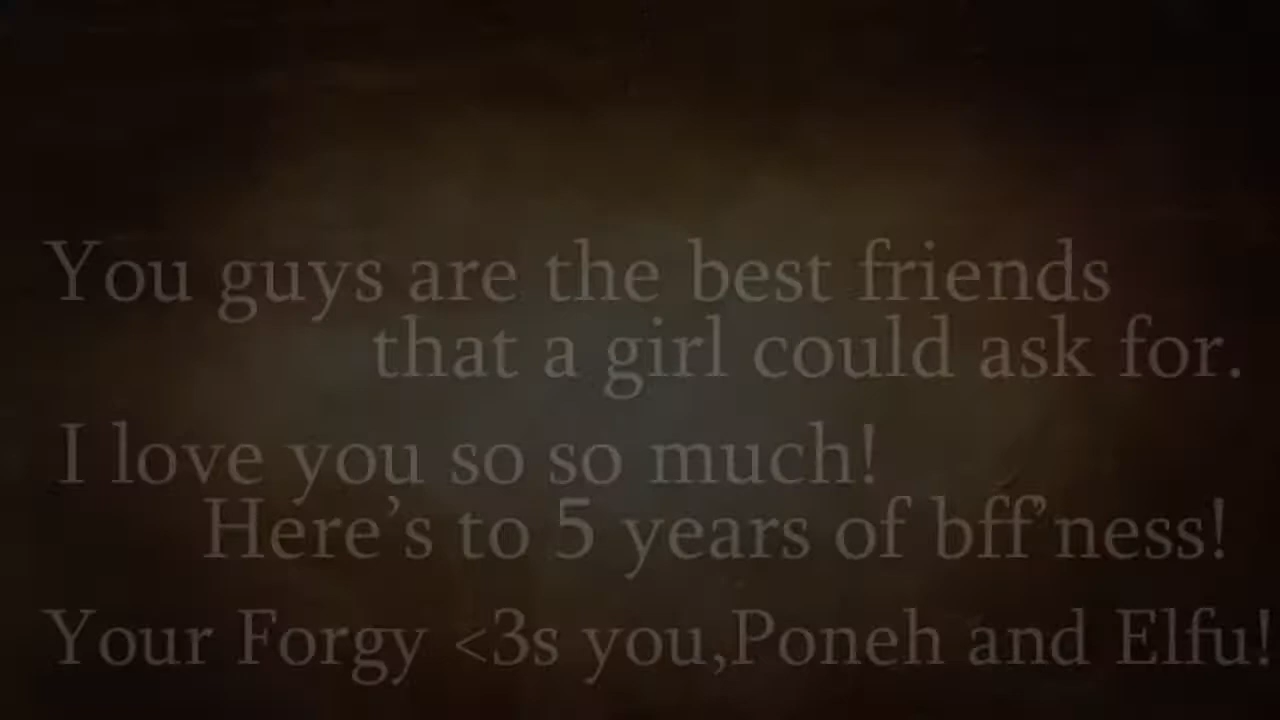 You guys are the best friends
that a girl could ask for.
I love you so so much!
Here's to 5 years of bff'ness!
Your Forgy <3s you,Poneh and Elfu!